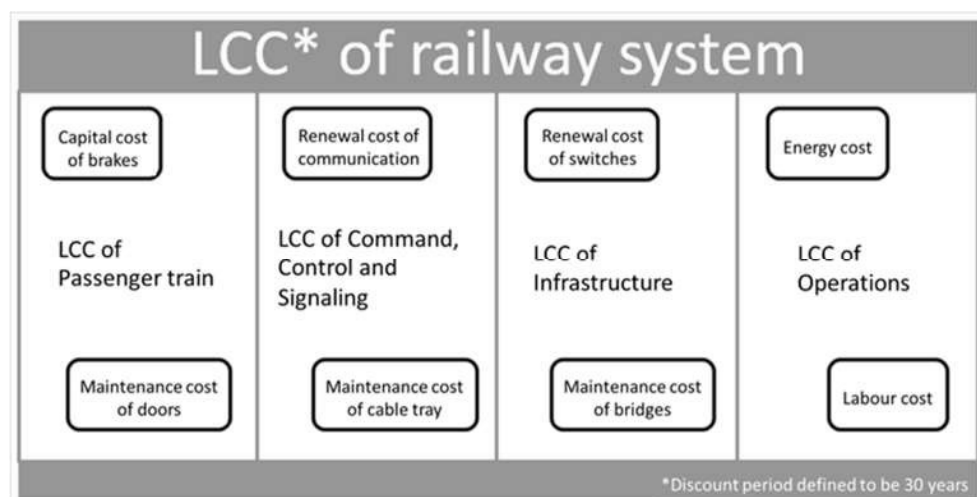 LCC* of railway system
Capital cost
of brakes
LCC of
Passenger train
Maintenance cost
of doors
Renewal cost of
communication
LCC of Command,
Control and
Signaling
Maintenance cost
of cable tray
Renewal cost
of switches
LCC of
Infrastructure
Maintenance cost
of bridges
Energy cost
LCC of
Operations
Labour cost
*Discount period defined to be 30 years